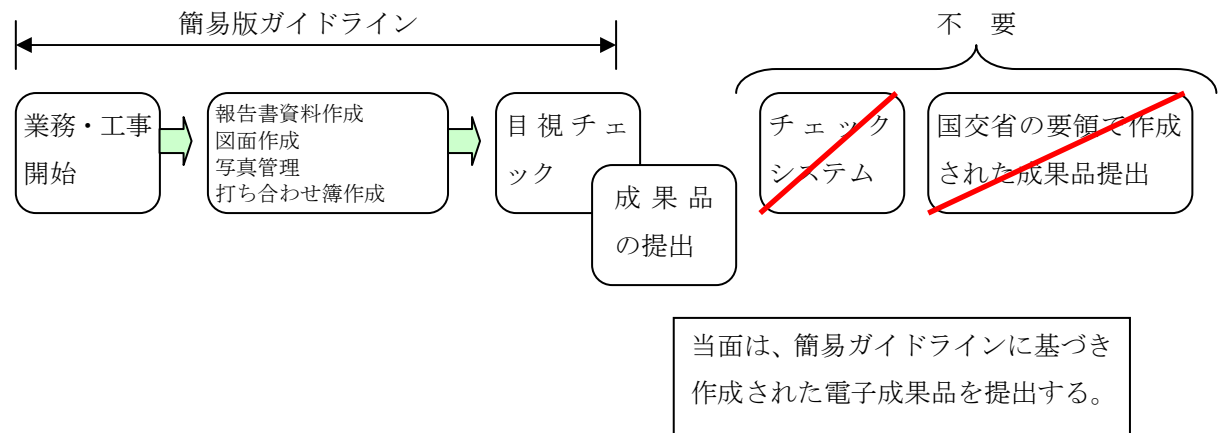 簡易版ガイドライン
不 要
業務・工事
開始
報告書資料作成
図面作成
写真管理
打ち合わせ簿作成
目視チェ
ック
成果品
の提出
チェック
システム
国交省の要領で作成
された成果品提出
当面は、簡易ガイドラインに基づき
作成された電子成果品を提出する。